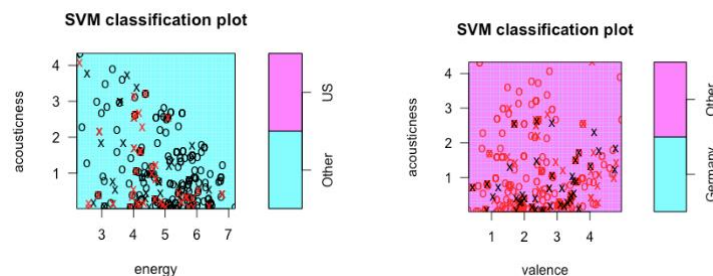 SVM classification plot
4
3
2
1
acousticness
3 4 5 6 7
energy
US
Other
SVM classification plot
4
3
2
1
acousticness
1 2 3 4
valence
Other
Germany